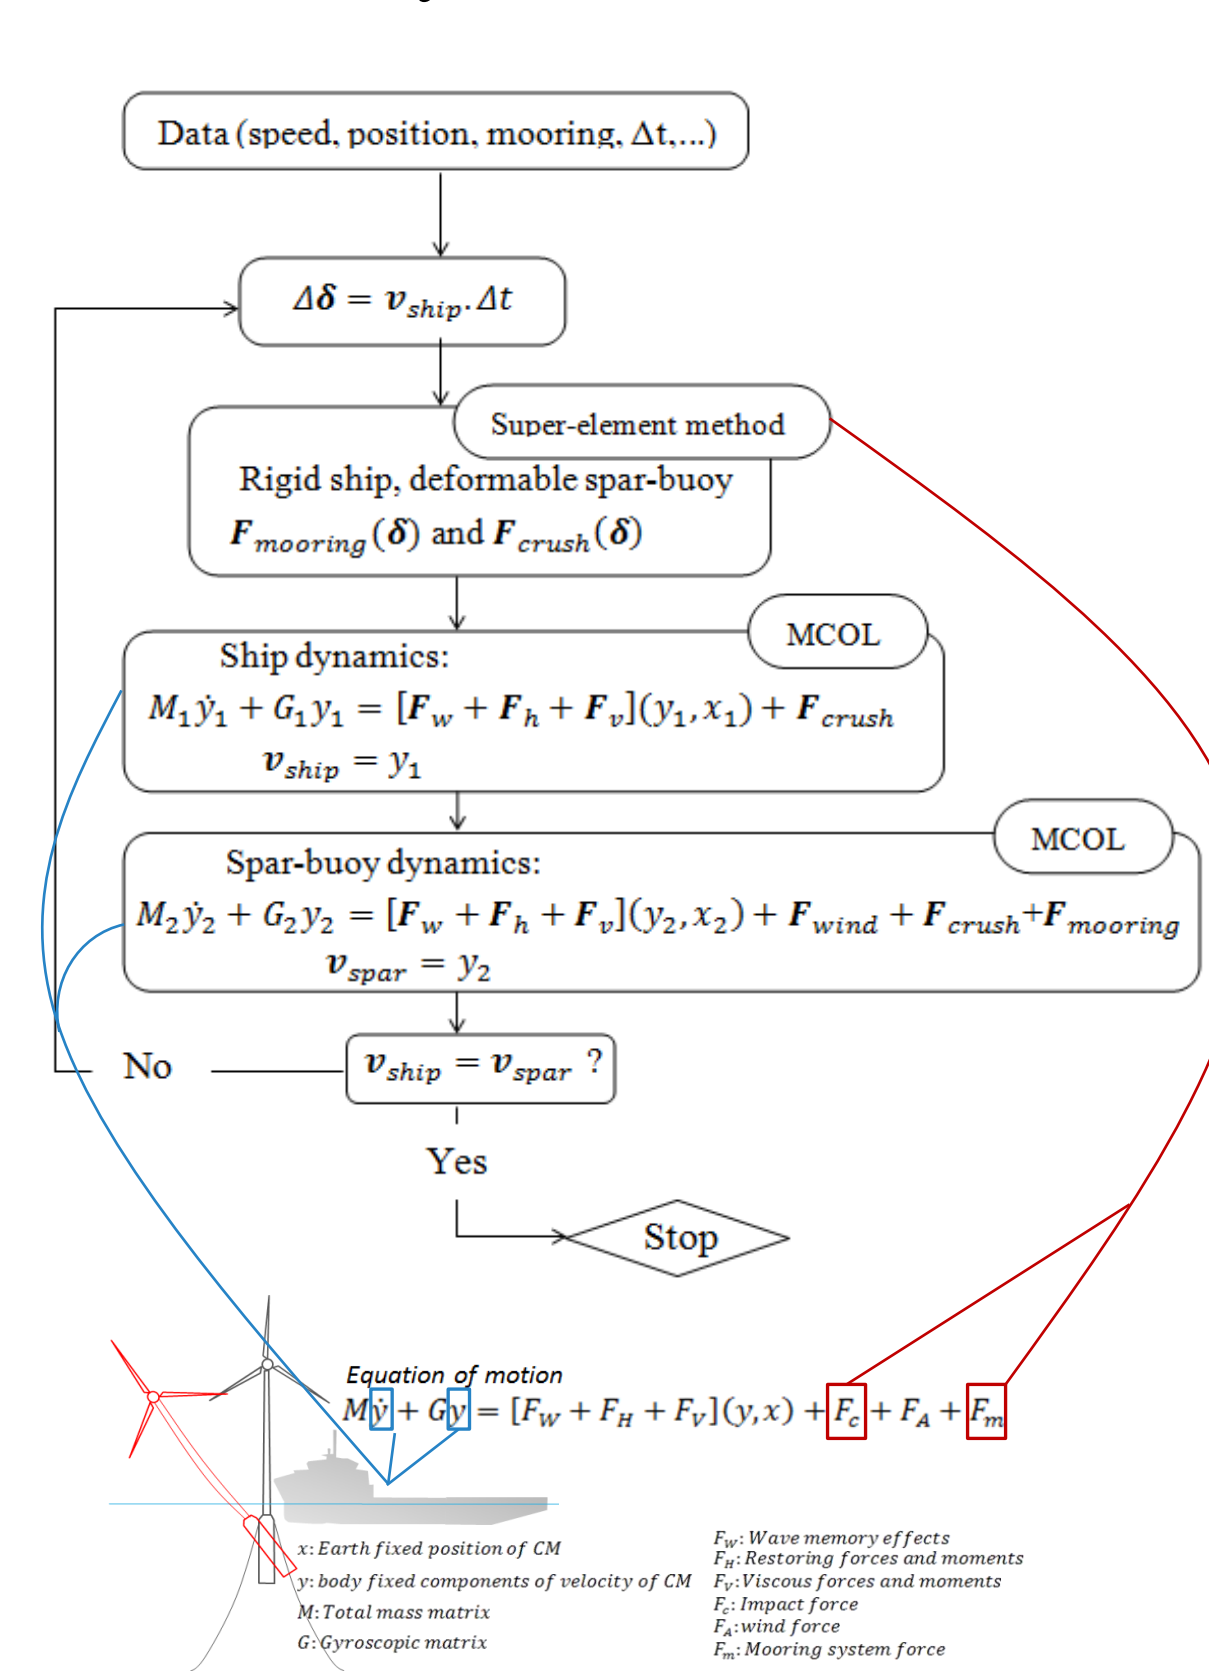 Data (speed, position, mooring, Δt,...)
Δδ = v_ship. Δt
Super-element method
Rigid ship, deformable spar-buoy
F_mooring(δ) and F_crush(δ)
MCOL
Ship dynamics:
M₁ẏ₁ + G₁y₁ = [F_w + F_h + F_v](y₁, x₁) + F_crush
v_ship = y₁
MCOL
Spar-buoy dynamics:
M₂ẏ₂ + G₂y₂ = [F_w + F_h + F_v](y₂, x₂) + F_wind + F_crush+F_mooring
v_spar = y₂
No
v_ship = v_spar ?
Yes
Stop
Equation of motion
Mẏ + Gy = [F_W + F_H + F_V](y, x) + F_c + F_A + F_m
x: Earth fixed position of CM
y: body fixed components of velocity of CM
M: Total mass matrix
G: Gyroscopic matrix
F_W: Wave memory effects
F_H: Restoring forces and moments
F_V: Viscous forces and moments
F_c: Impact force
F_A: wind force
F_m: Mooring system force